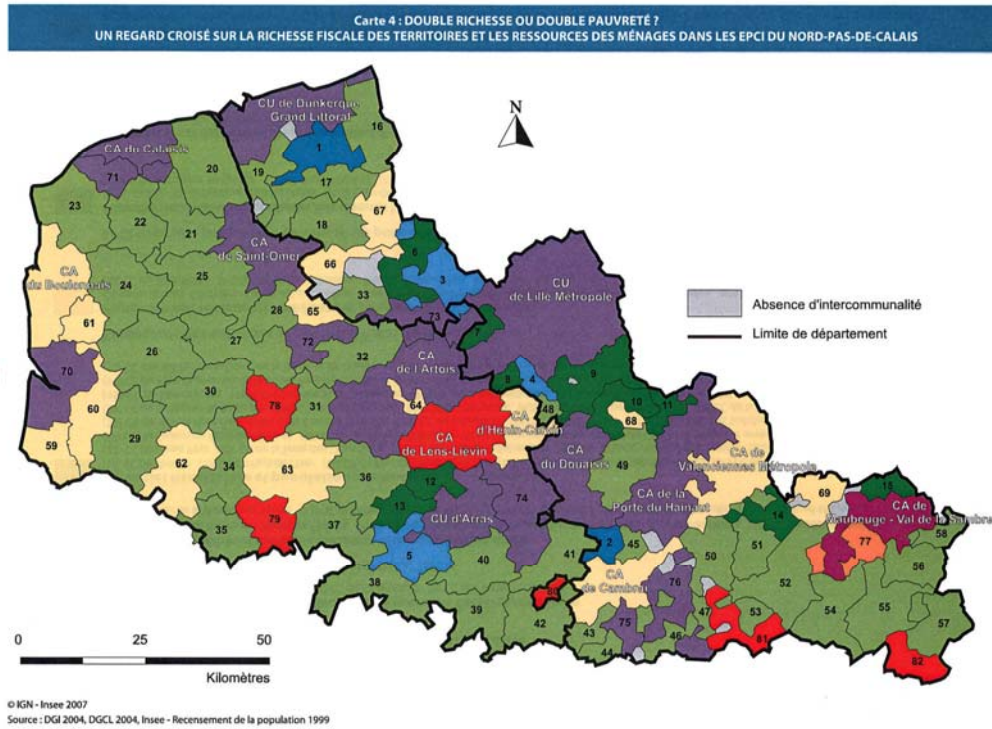 Carte 4 : DOUBLE RICHESSE OU DOUBLE PAUVRETÉ ?
UN REGARD CROISÉ SUR LA RICHESSE FISCALE DES TERRITOIRES ET LES RESSOURCES DES MÉNAGES DANS LES EPCI DU NORD-PAS-DE-CALAIS
CU de Dunkerque
Grand Littoral
16
N
CA du Calaisis
1
71
20
19
17
23
22
21
18
67
CA
de Saint-Omer
66
6
3
CA
du Boulonnais
24
25
33
CU
de Lille Métropole
Absence d'intercommunalité
Limite de département
61
28
65
73
7
26
27
72
32
CA
de l'Artois
70
30
78
31
64
8
4
9
60
48
10
11
68
59
29
62
34
63
36
CA
de Lens-Liévin
CA
d'Hénin-Carvin
CA
du Douaisis
49
CA de
Valenciennes Métropole
CA de la
Porte du Hainaut
12
13
74
CU d'Arras
35
79
37
5
14
69
15
CA de
Maubeuge - Val de la Sambre
77
58
2
45
50
51
56
38
40
41
CA
de Cambrai
76
52
80
39
42
43
44
75
46
47
53
81
54
55
57
82
0
25
50
Kilomètres
© IGN - Insee 2007
Source : DGI 2004, DGCL 2004, Insee - Recensement de la population 1999